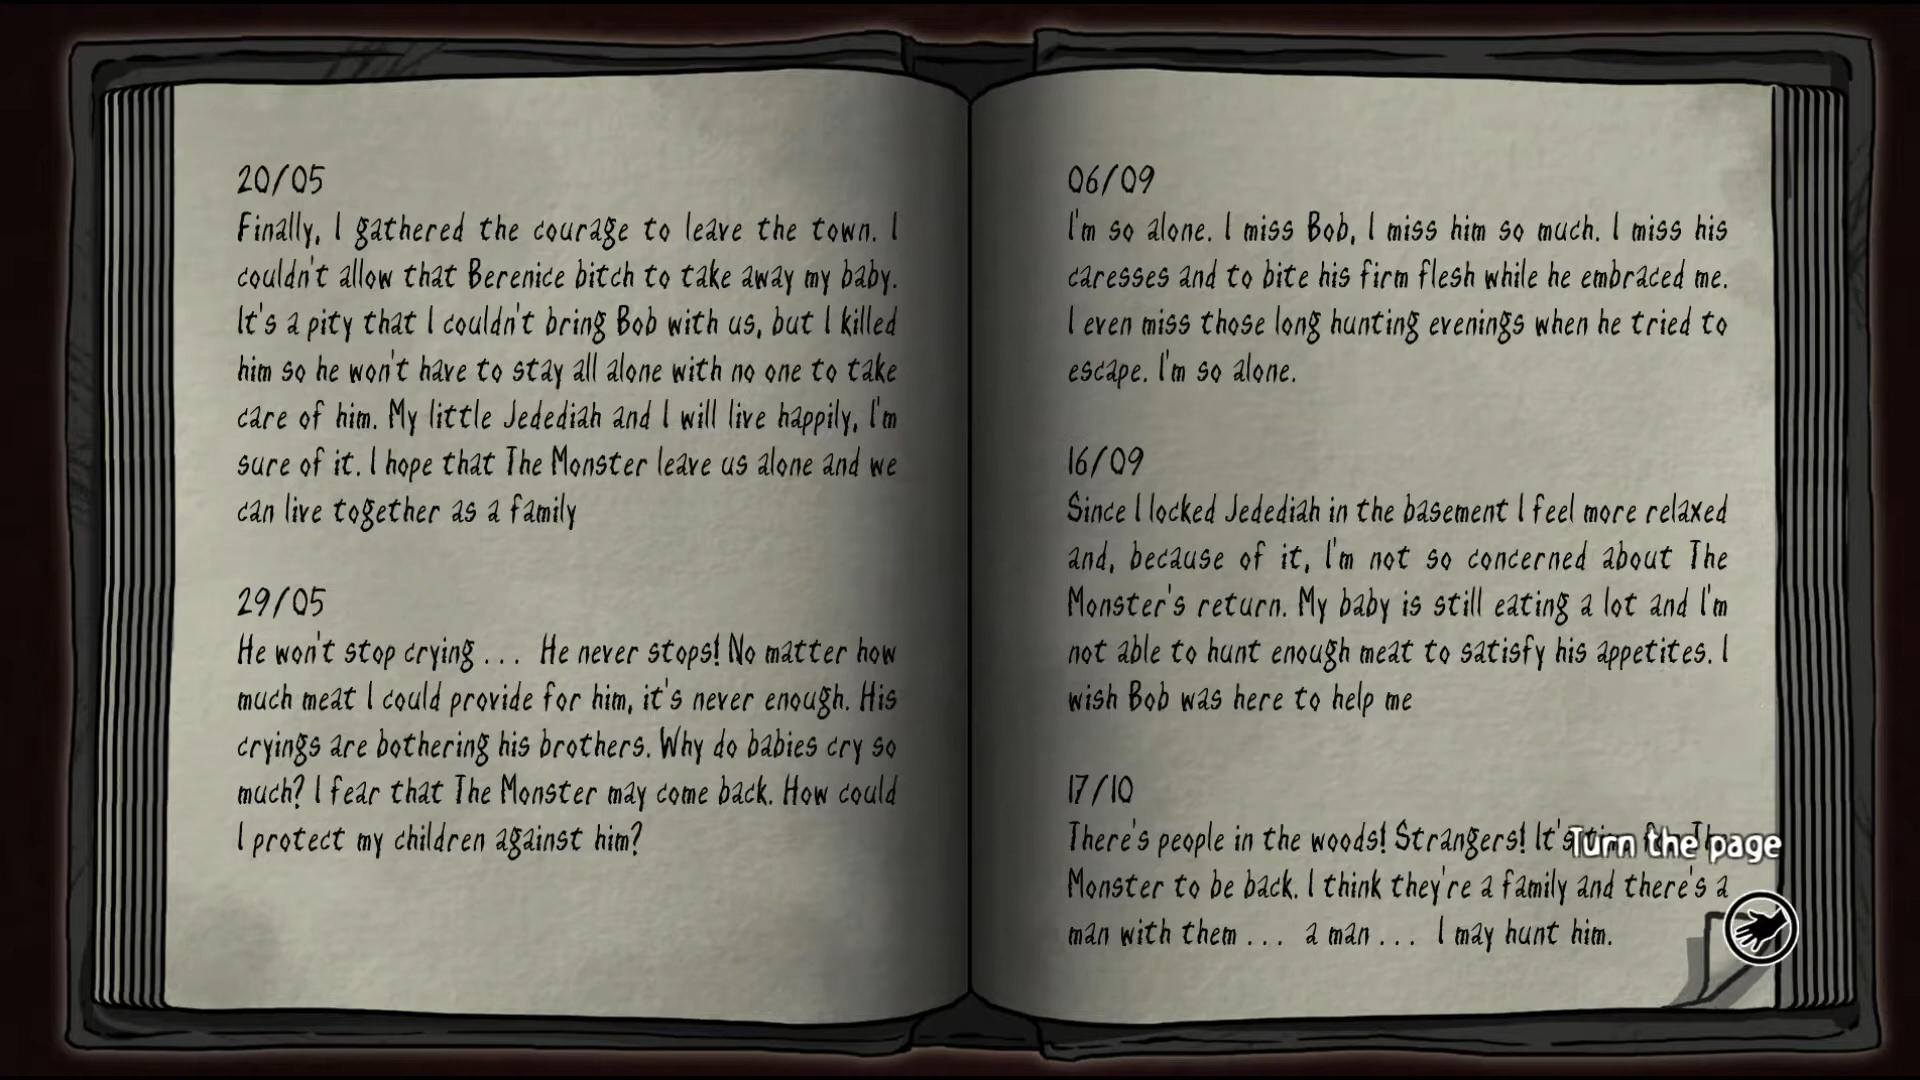 20/05
Finally, I gathered the courage to leave the town. I
couldn't allow that Berenice bitch to take away my baby.
It's a pity that I couldn't bring Bob with us, but I killed
him so he won't have to stay all alone with no one to take
care of him. My little Jedediah and I will live happily, I'm
sure of it. I hope that The Monster leave us alone and we
can live together as a family
29/05
He won't stop crying ... He never stops! No matter how
much meat I could provide for him, it's never enough. His
cryings are bothering his brothers. Why do babies cry so
much? I fear that The Monster may come back. How could
I protect my children against him?
06/09
I'm so alone. I miss Bob, I miss him so much. I miss his
caresses and to bite his firm flesh while he embraced me.
I even miss those long hunting evenings when he tried to
escape. I'm so alone.
16/09
Since I locked Jedediah in the basement I feel more relaxed
and, because of it, I'm not so concerned about The
Monster's return. My baby is still eating a lot and I'm
not able to hunt enough meat to satisfy his appetites. I
wish Bob was here to help me
17/10
There's people in the woods! Strangers! It's
Monster to be back. I think they're a family and there's a
man with them ... a man ... I may hunt him.
Turn the page